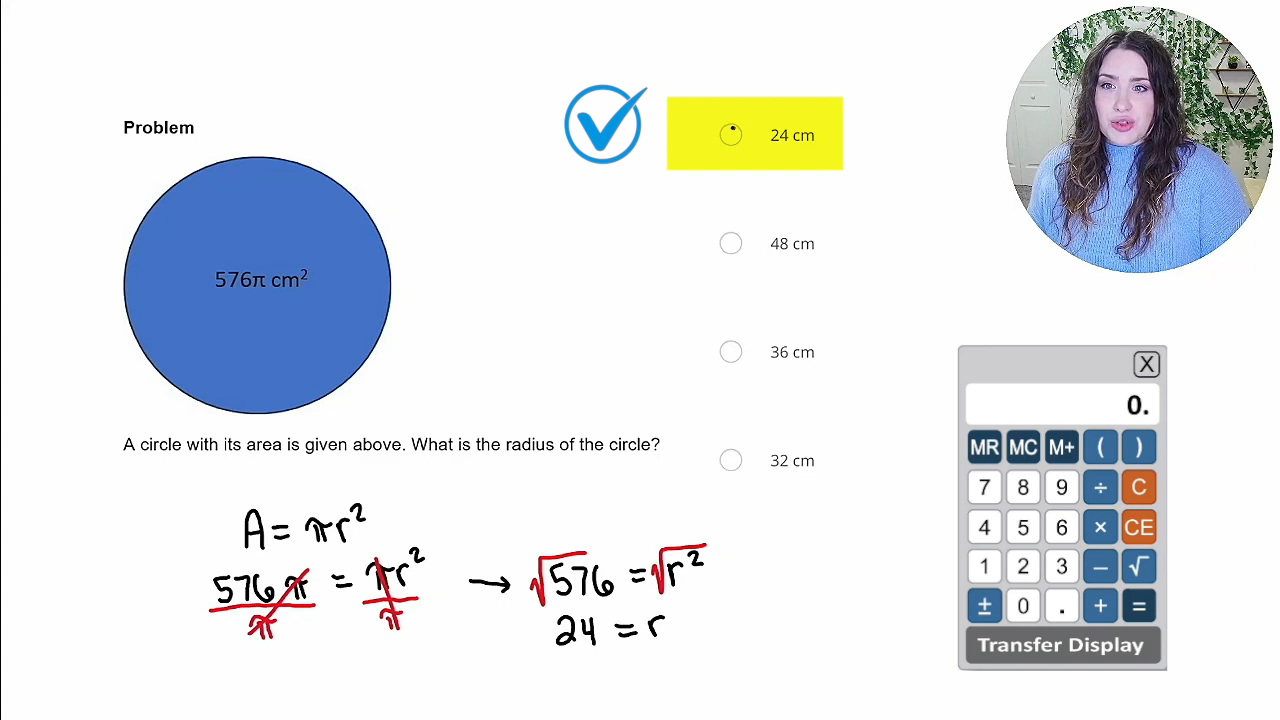 Problem
576π cm²
A circle with its area is given above. What is the radius of the circle?
24 cm
48 cm
36 cm
32 cm
A = πr²
576π = πr²
π π
→ √576 = √r²
24 = r
X
0.
MR MC M+ ( )
7 8 9 ÷ C
4 5 6 × CE
1 2 3 – √
± 0 . + =
Transfer Display